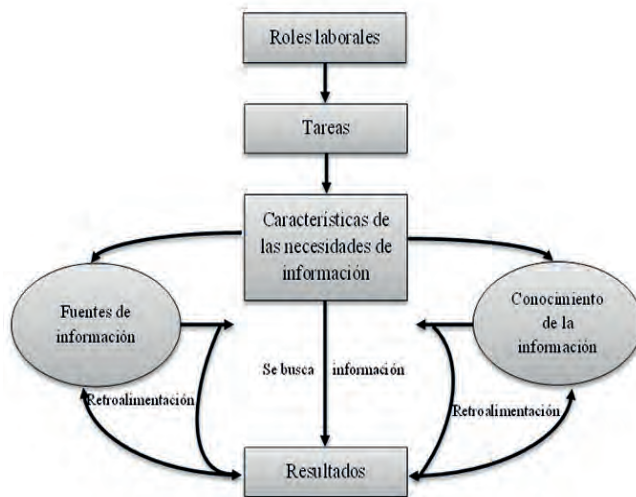 Roles laborales
Tareas
Características de
las necesidades de
información
Fuentes de
información
Conocimiento
de la
información
Se busca información
Retroalimentación
Retroalimentación
Resultados